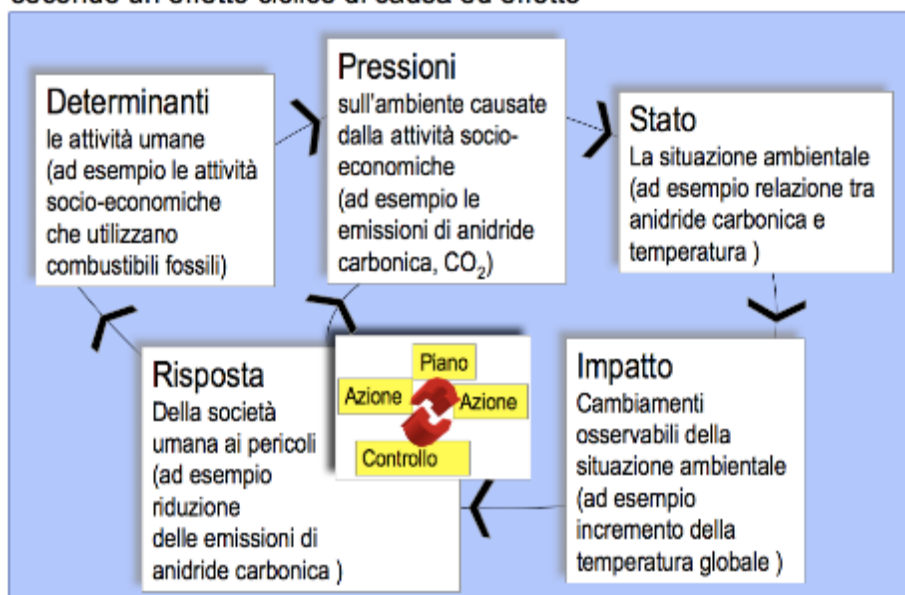 secondo un effetto ciclico di causa ed effetto
Determinanti
le attività umane
(ad esempio le attività
socio-economiche
che utilizzano
combustibili fossili)
Pressioni
sull'ambiente causate
dalla attività socio-
economiche
(ad esempio le
emissioni di anidride
carbonica, CO₂)
Stato
La situazione ambientale
(ad esempio relazione tra
anidride carbonica e
temperatura )
Impatto
Cambiamenti
osservabili della
situazione ambientale
(ad esempio
incremento della
temperatura globale )
Risposta
Della società
umana ai pericoli
(ad esempio
riduzione
delle emissioni di
anidride carbonica )
Piano
Azione
Azione
Controllo